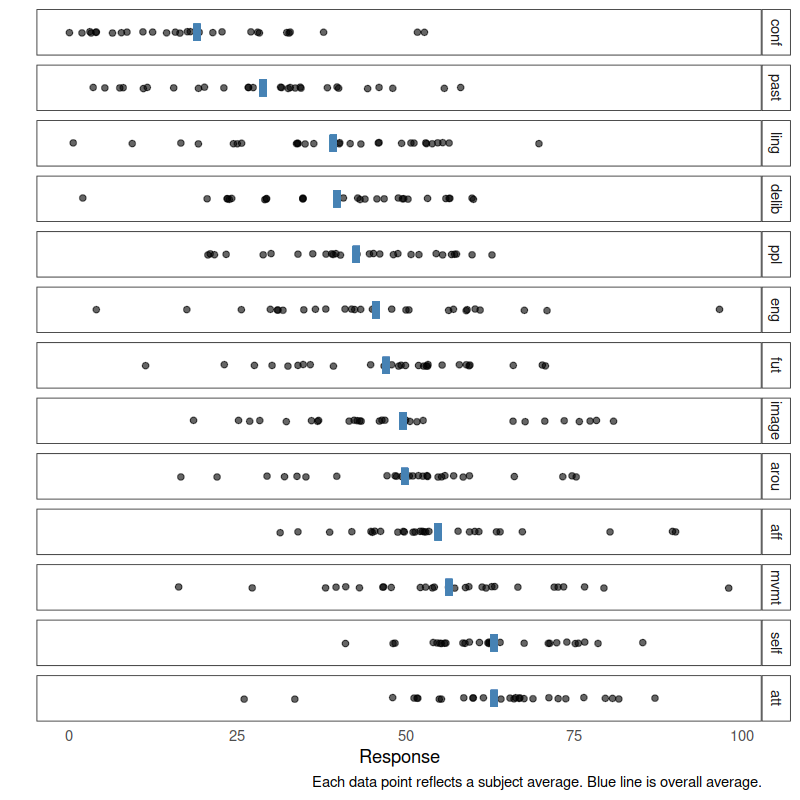 conf
past
ling
delib
ppl
eng
fut
image
arou
aff
mvmt
self
att
0 25 50 75 100
Response
Each data point reflects a subject average. Blue line is overall average.